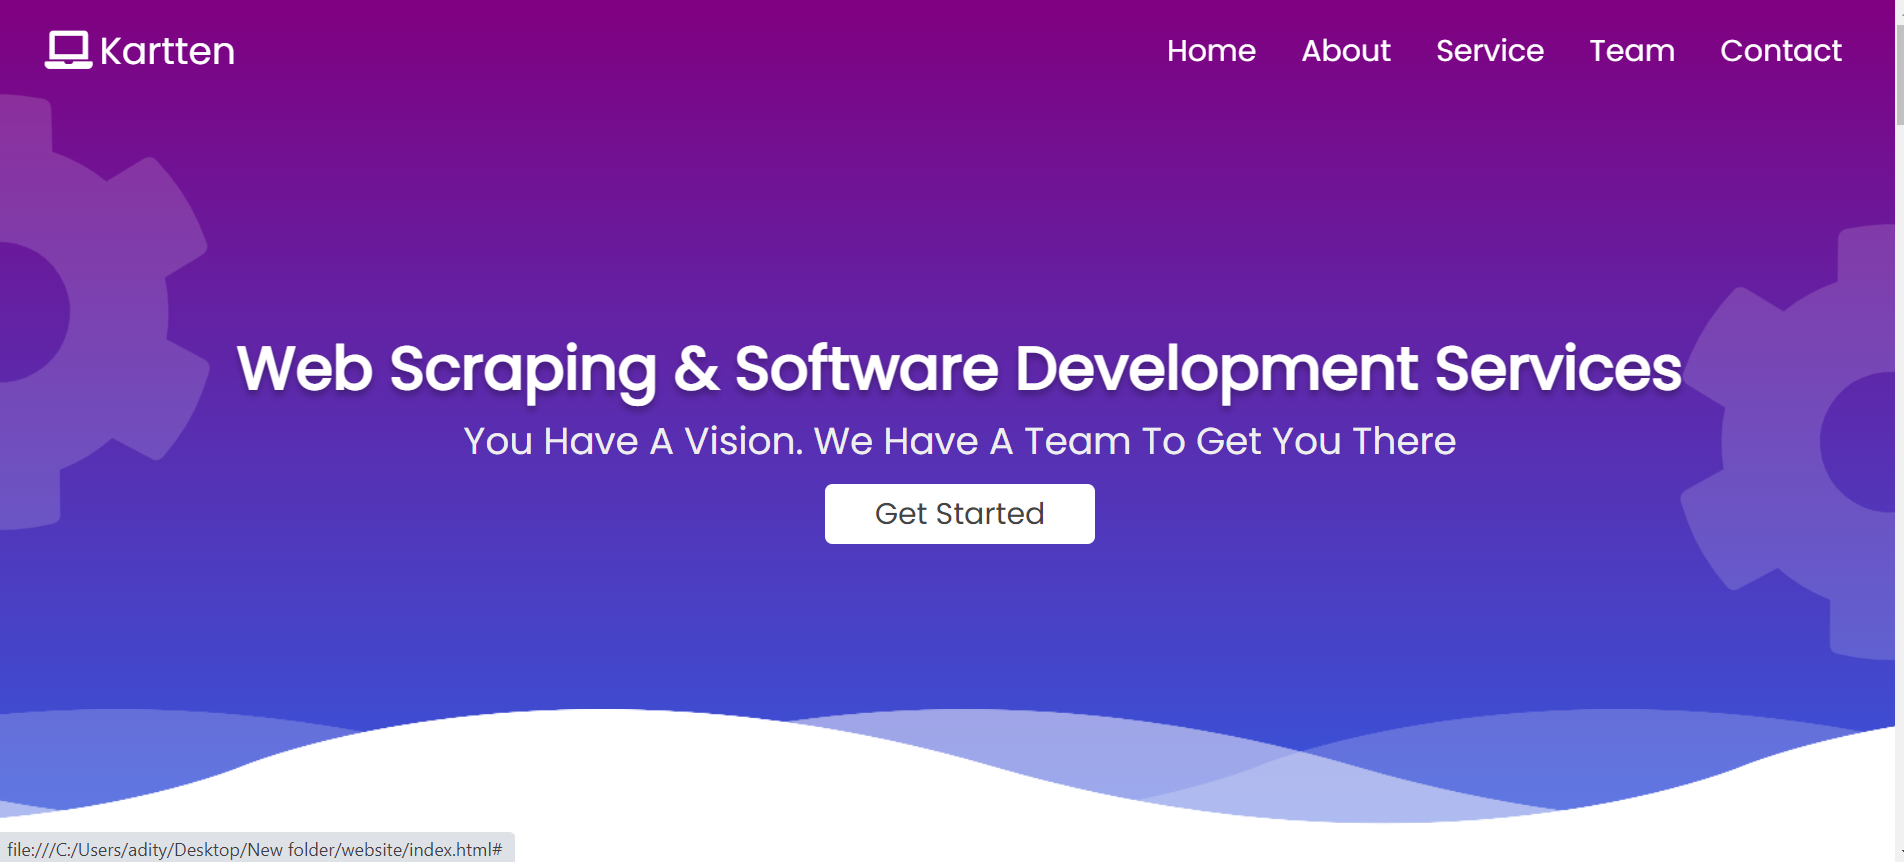 Kartten
Home About Service Team Contact
Web Scraping & Software Development Services
You Have A Vision. We Have A Team To Get You There
Get Started
file:///C:/Users/adity/Desktop/New folder/website/index.html#